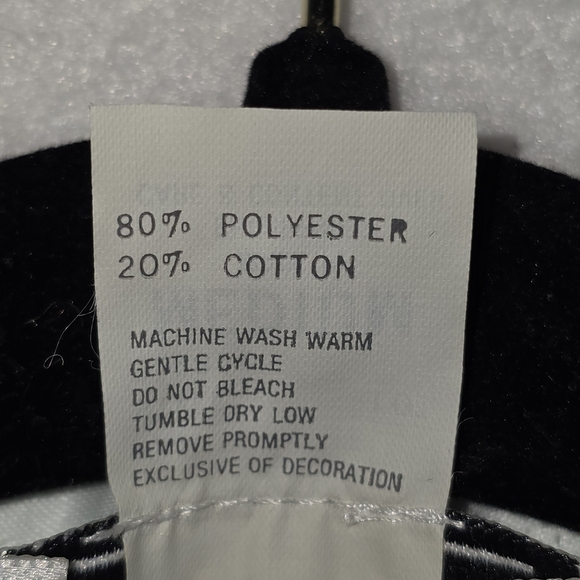 80% POLYESTER
20% COTTON
MACHINE WASH WARM
GENTLE CYCLE
DO NOT BLEACH
TUMBLE DRY LOW
REMOVE PROMPTLY
EXCLUSIVE OF DECORATION